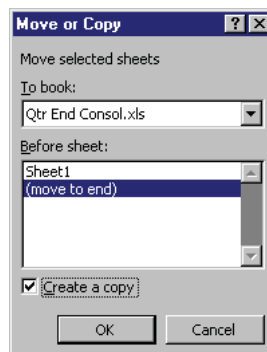 Move or Copy
Move selected sheets
To book:
Qtr End Consol.xls
Before sheet:
Sheet1
(move to end)
Create a copy
OK
Cancel